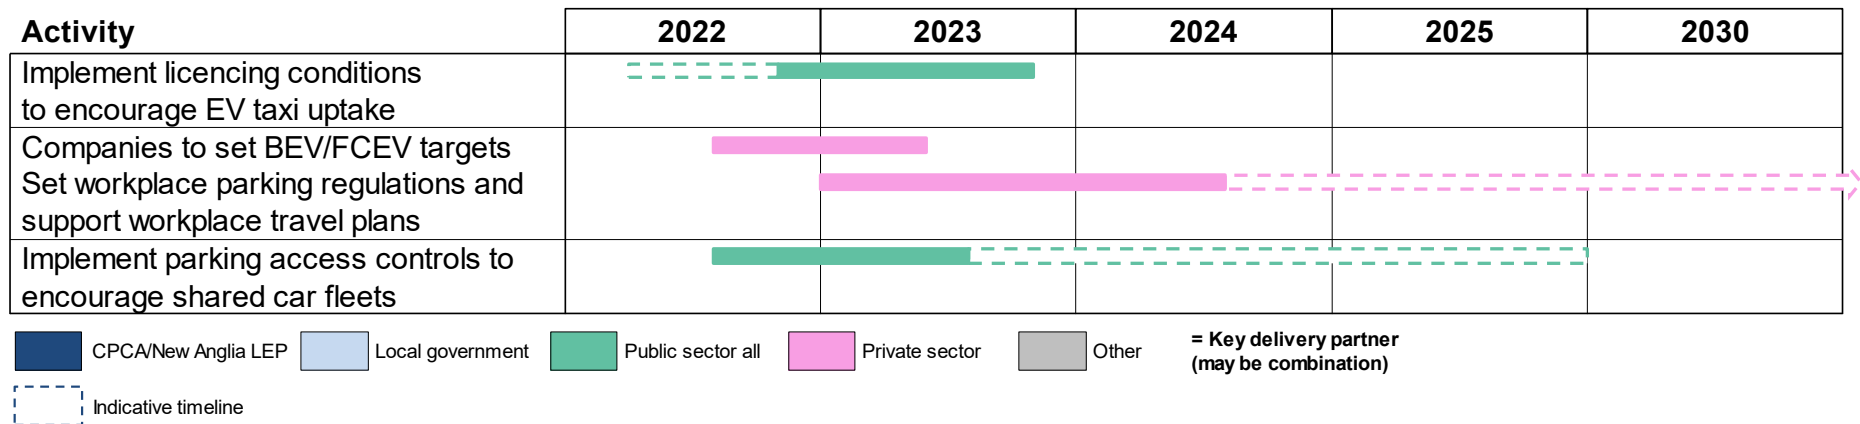 Activity 2022 2023 2024 2025 2030
Implement licencing conditions
to encourage EV taxi uptake
Companies to set BEV/FCEV targets
Set workplace parking regulations and
support workplace travel plans
Implement parking access controls to
encourage shared car fleets
CPCA/New Anglia LEP Local government Public sector all Private sector Other = Key delivery partner
(may be combination)
Indicative timeline